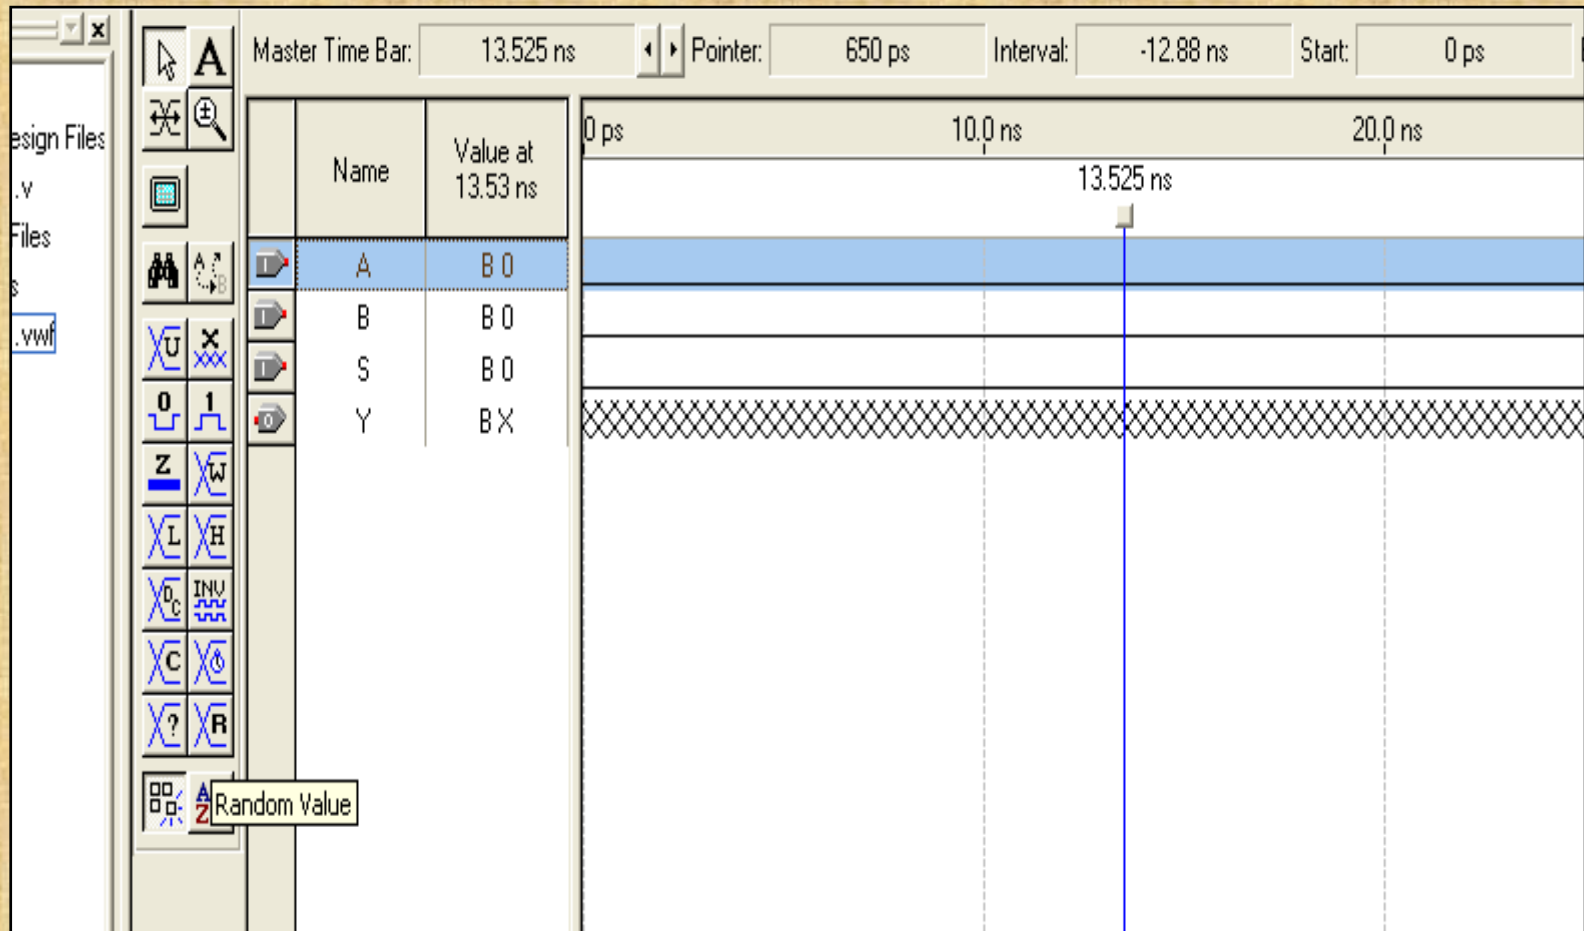 Master Time Bar: 13.525 ns Pointer: 650 ps Interval: -12.88 ns Start: 0 ps
A
esign Files
.v
Files
s
.vwf
Name
Value at
13.53 ns
0 ps 10.0 ns 20.0 ns
13.525 ns
A B 0
B B 0
S B 0
Y B X
A
B
U X
0 1
Z W
L H
DC INV
C
? R
A
Z
Random Value